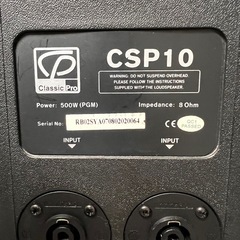 CSP10
Classic Pro
WARNING: DO NOT SUSPEND OVERHEAD.
PLEASE FOLLOW THE INSTRUCTIONS
SUPPLIED WITH THE LOUDSPEAKER.
Power: 500W (PGM) Impedance: 8 Ohm
Serial No: RB02SYA070802020064
INPUT INPUT